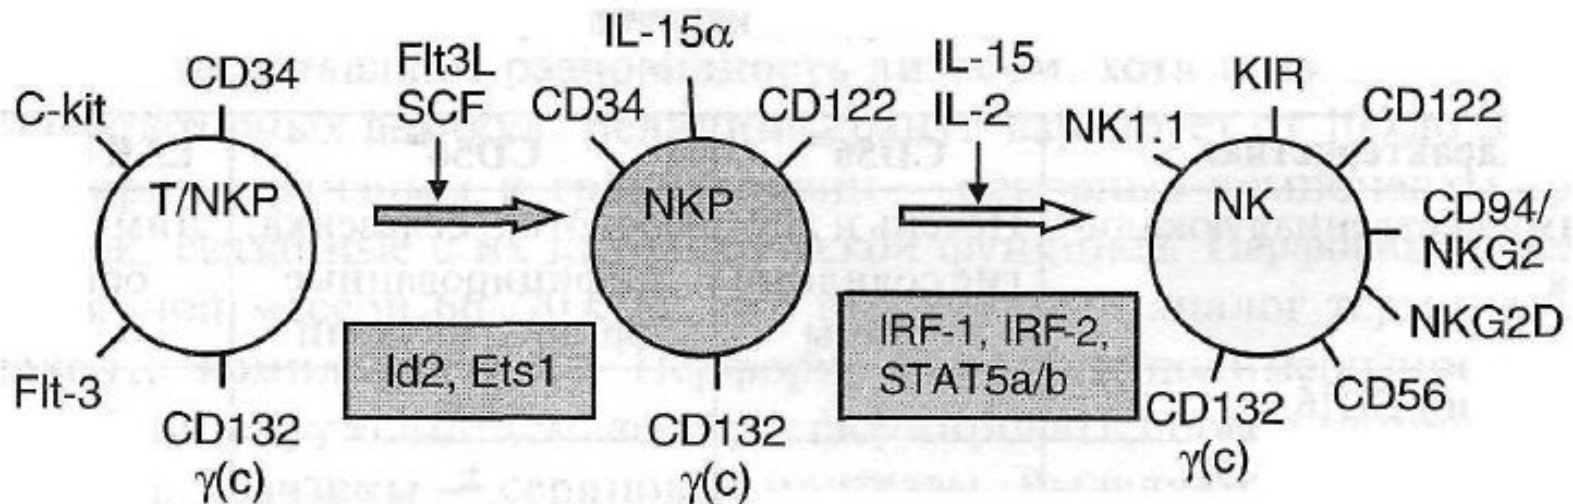 C-kit
CD34
T/NKP
Flt-3
CD132
γ(c)
Flt3L
SCF
Id2, Ets1
IL-15α
CD34
CD122
NKP
CD132
γ(c)
IL-15
IL-2
IRF-1, IRF-2,
STAT5a/b
KIR
NK1.1
CD122
NK
CD94/
NKG2
NKG2D
CD56
CD132
γ(c)